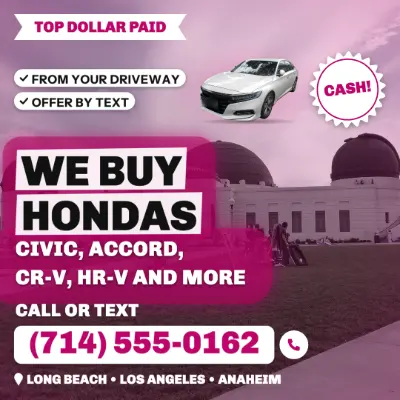 TOP DOLLAR PAID
FROM YOUR DRIVEWAY
OFFER BY TEXT
CASH!
WE BUY
HONDAS
CIVIC, ACCORD,
CR-V, HR-V AND MORE
CALL OR TEXT
(714) 555-0162
LONG BEACH • LOS ANGELES • ANAHEIM